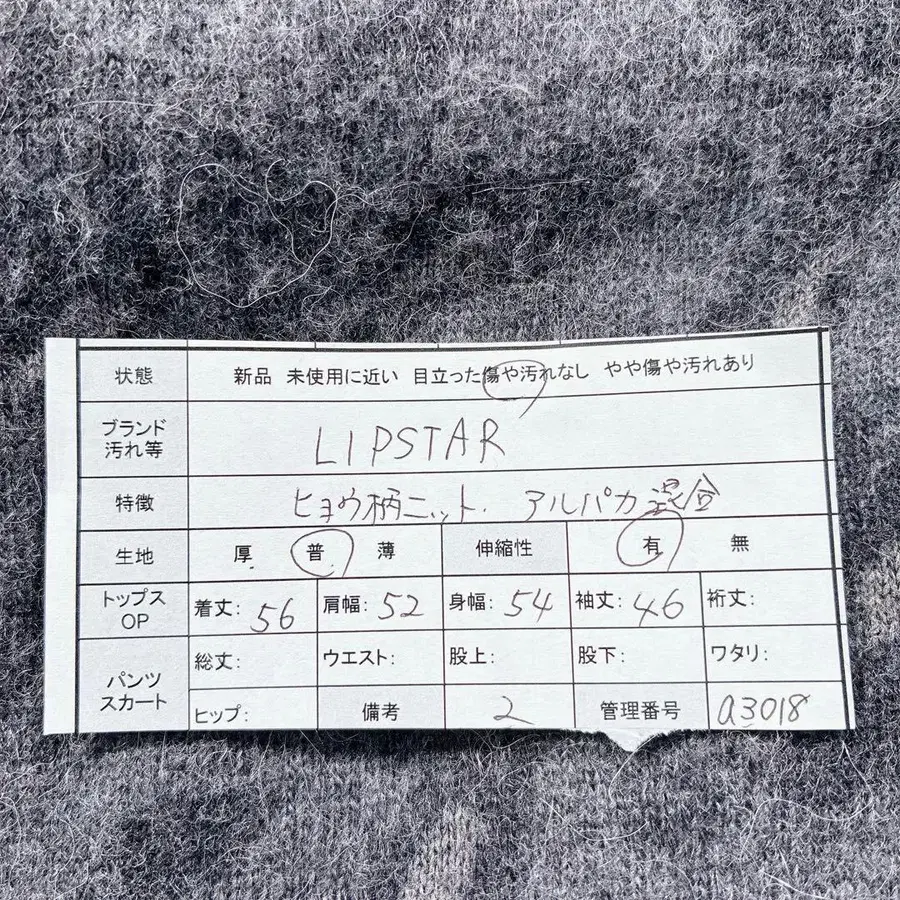 状態 新品 未使用に近い 目立った傷や汚れなし やや傷や汚れあり
ブランド
汚れ等
LIPSTAR
特徴 ヒョウ柄ニット. アルパカ混合
生地 厚 普 薄 伸縮性 有 無
トップス
OP
着丈: 56 肩幅: 52 身幅: 54 袖丈: 46 裄丈:
パンツ
スカート
総丈: ウエスト: 股上: 股下: ワタリ:
ヒップ: 備考 2 管理番号 a3018